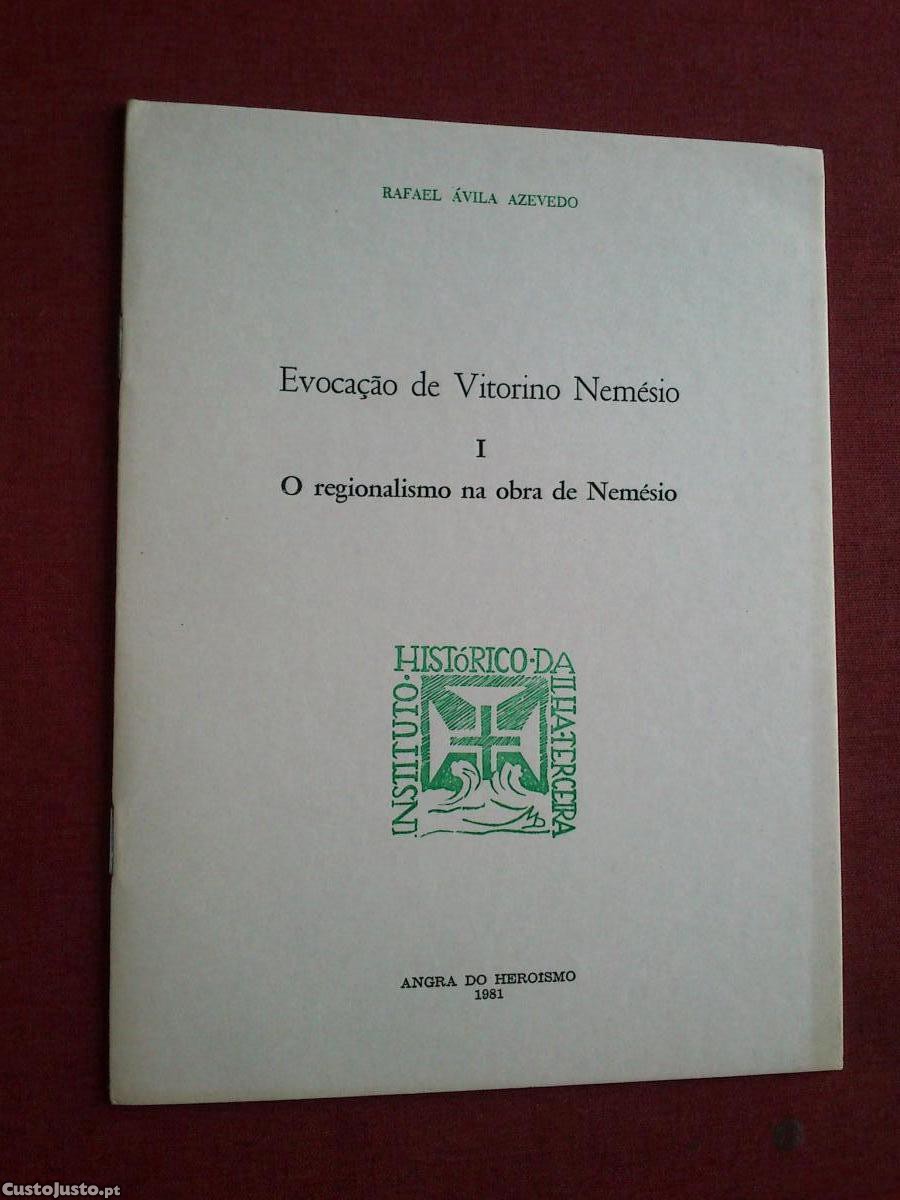 RAFAEL ÁVILA AZEVEDO
Evocação de Vitorino Nemésio
I
O regionalismo na obra de Nemésio
INSTITUTO · HISTÓRICO · DA
ILHA · TERCEIRA
ANGRA DO HEROÍSMO
1981
CustoJusto.pt